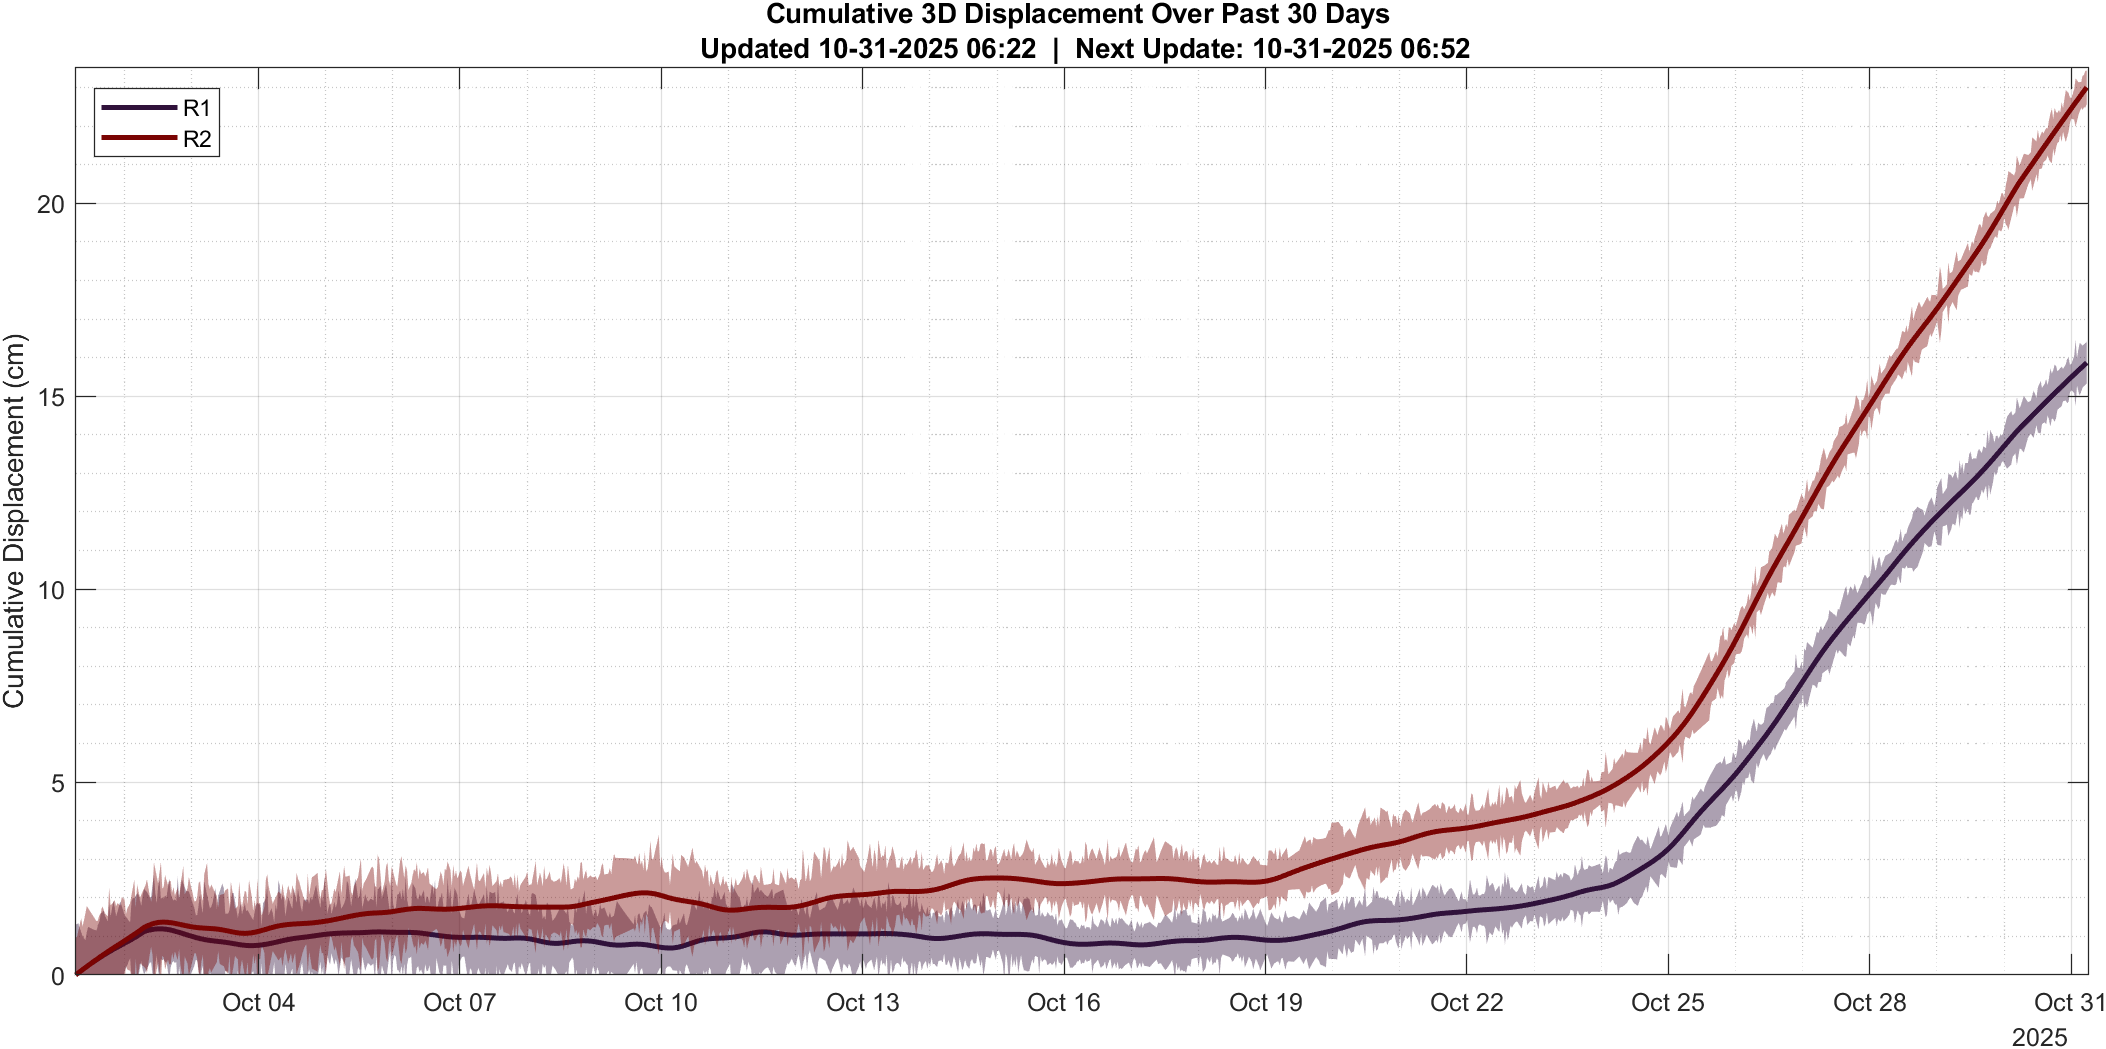 Cumulative 3D Displacement Over Past 30 Days
Updated 10-31-2025 06:22 | Next Update: 10-31-2025 06:52
R1
R2
Cumulative Displacement (cm)
20
15
10
5
0
Oct 04
Oct 07
Oct 10
Oct 13
Oct 16
Oct 19
Oct 22
Oct 25
Oct 28
Oct 31
2025